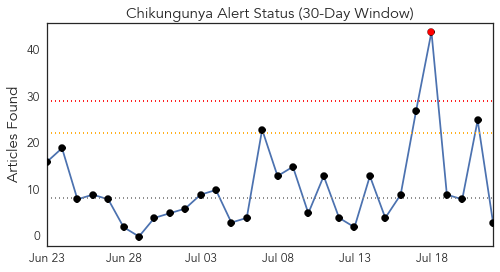 Chikungunya Alert Status (30-Day Window)
Articles Found
40
30
20
10
0
Jun 23 Jun 28 Jul 03 Jul 08 Jul 13 Jul 18